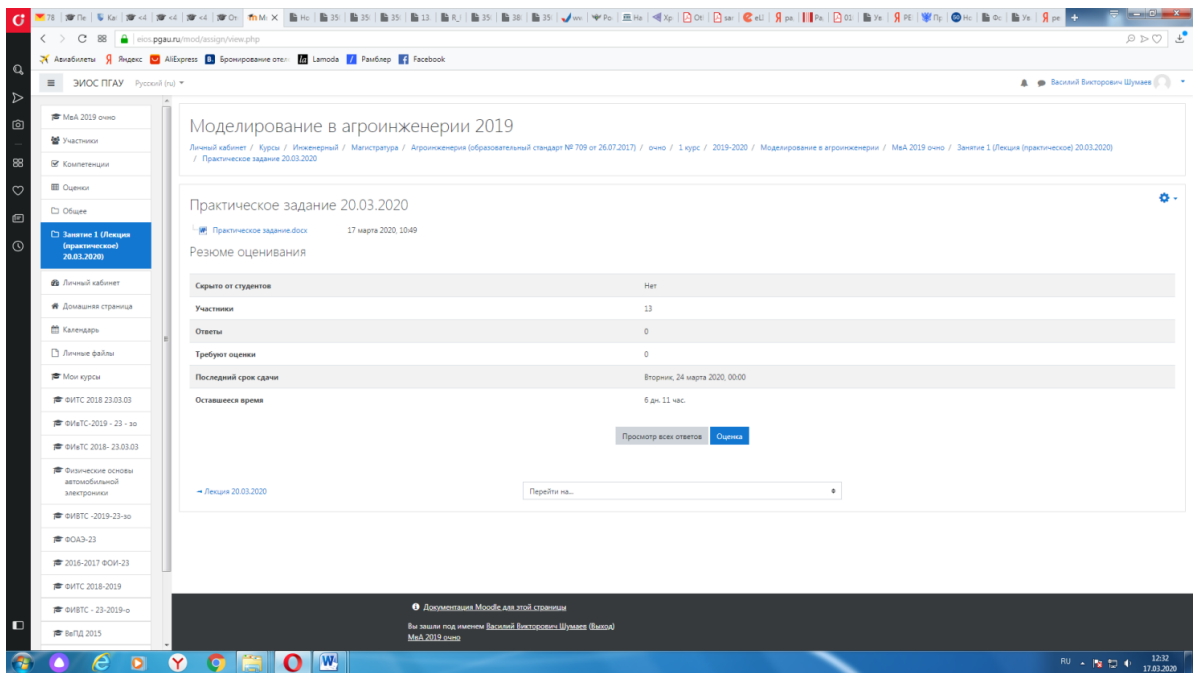 eios.pgau.ru/mod/assign/view.php
Авиабилеты Яндекс AliExpress Бронирование отел Lamoda Рамблер Facebook
ЭИОС ПГАУ Русский (ru)
Василий Викторович Шумаев
МвА 2019 очно
Участники
Компетенции
Оценки
Общее
Занятие 1 (Лекция
(практическое)
20.03.2020)
Личный кабинет
Домашняя страница
Календарь
Личные файлы
Мои курсы
ФИТС 2018 23.03.03
ФИвТС-2019 - 23 - зо
ФИвТС 2018- 23.03.03
Физические основы
автомобильной
электроники
ФИВТС -2019-23-зо
ФОАЭ-23
2016-2017 ФОИ-23
ФИТС 2018-2019
ФИВТС - 23-2019-о
ВвПД 2015
Моделирование в агроинженерии 2019
Личный кабинет / Курсы / Инженерный / Магистратура / Агроинженерия (образовательный стандарт № 709 от 26.07.2017) / очно / 1 курс / 2019-2020 / Моделирование в агроинженерии / МвА 2019 очно / Занятие 1 (Лекция (практическое) 20.03.2020)
/ Практическое задание 20.03.2020
Практическое задание 20.03.2020
Практическое задание.docx 17 марта 2020, 10:49
Резюме оценивания
Скрыто от студентов Нет
Участники 13
Ответы 0
Требуют оценки 0
Последний срок сдачи Вторник, 24 марта 2020, 00:00
Оставшееся время 6 дн. 11 час.
Просмотр всех ответов Оценка
Лекция 20.03.2020 Перейти на...
Документация Moodle для этой страницы
Вы зашли под именем Василий Викторович Шумаев (Выход)
МвА 2019 очно
RU 12:32
17.03.2020